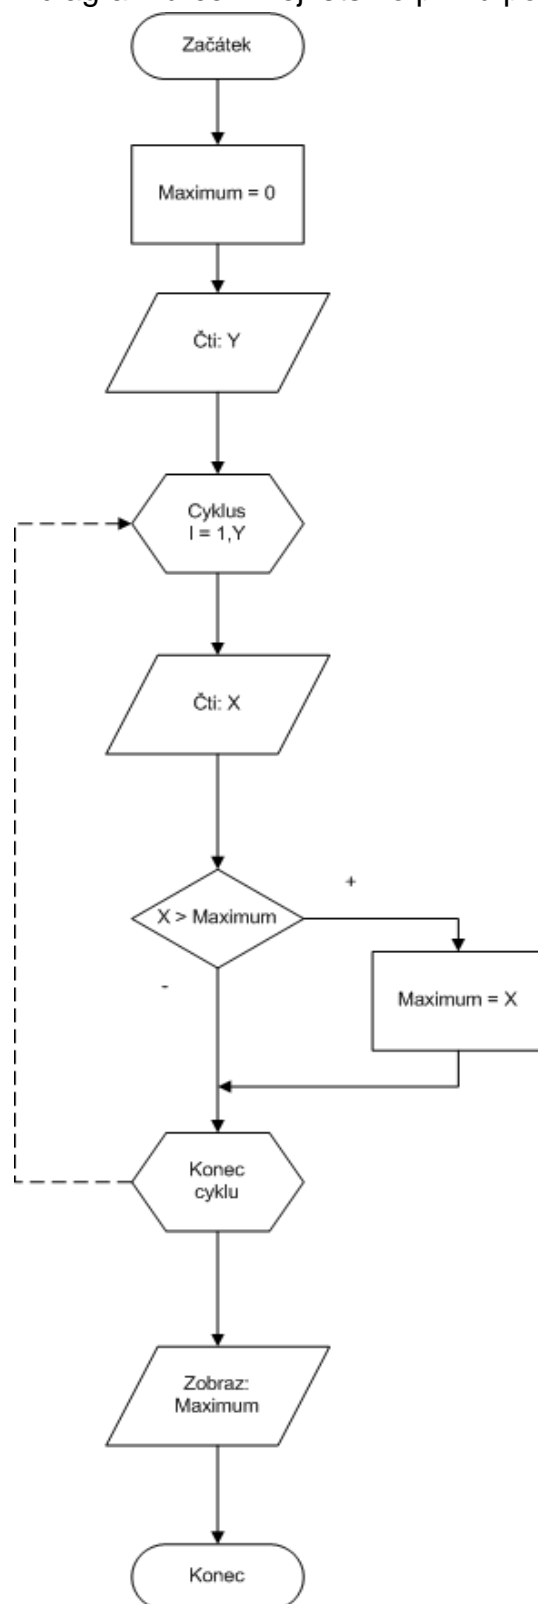 Začátek
Maximum = 0
Čti: Y
Cyklus
I = 1,Y
Čti: X
X > Maximum
+
-
Maximum = X
Konec
cyklu
Zobraz:
Maximum
Konec